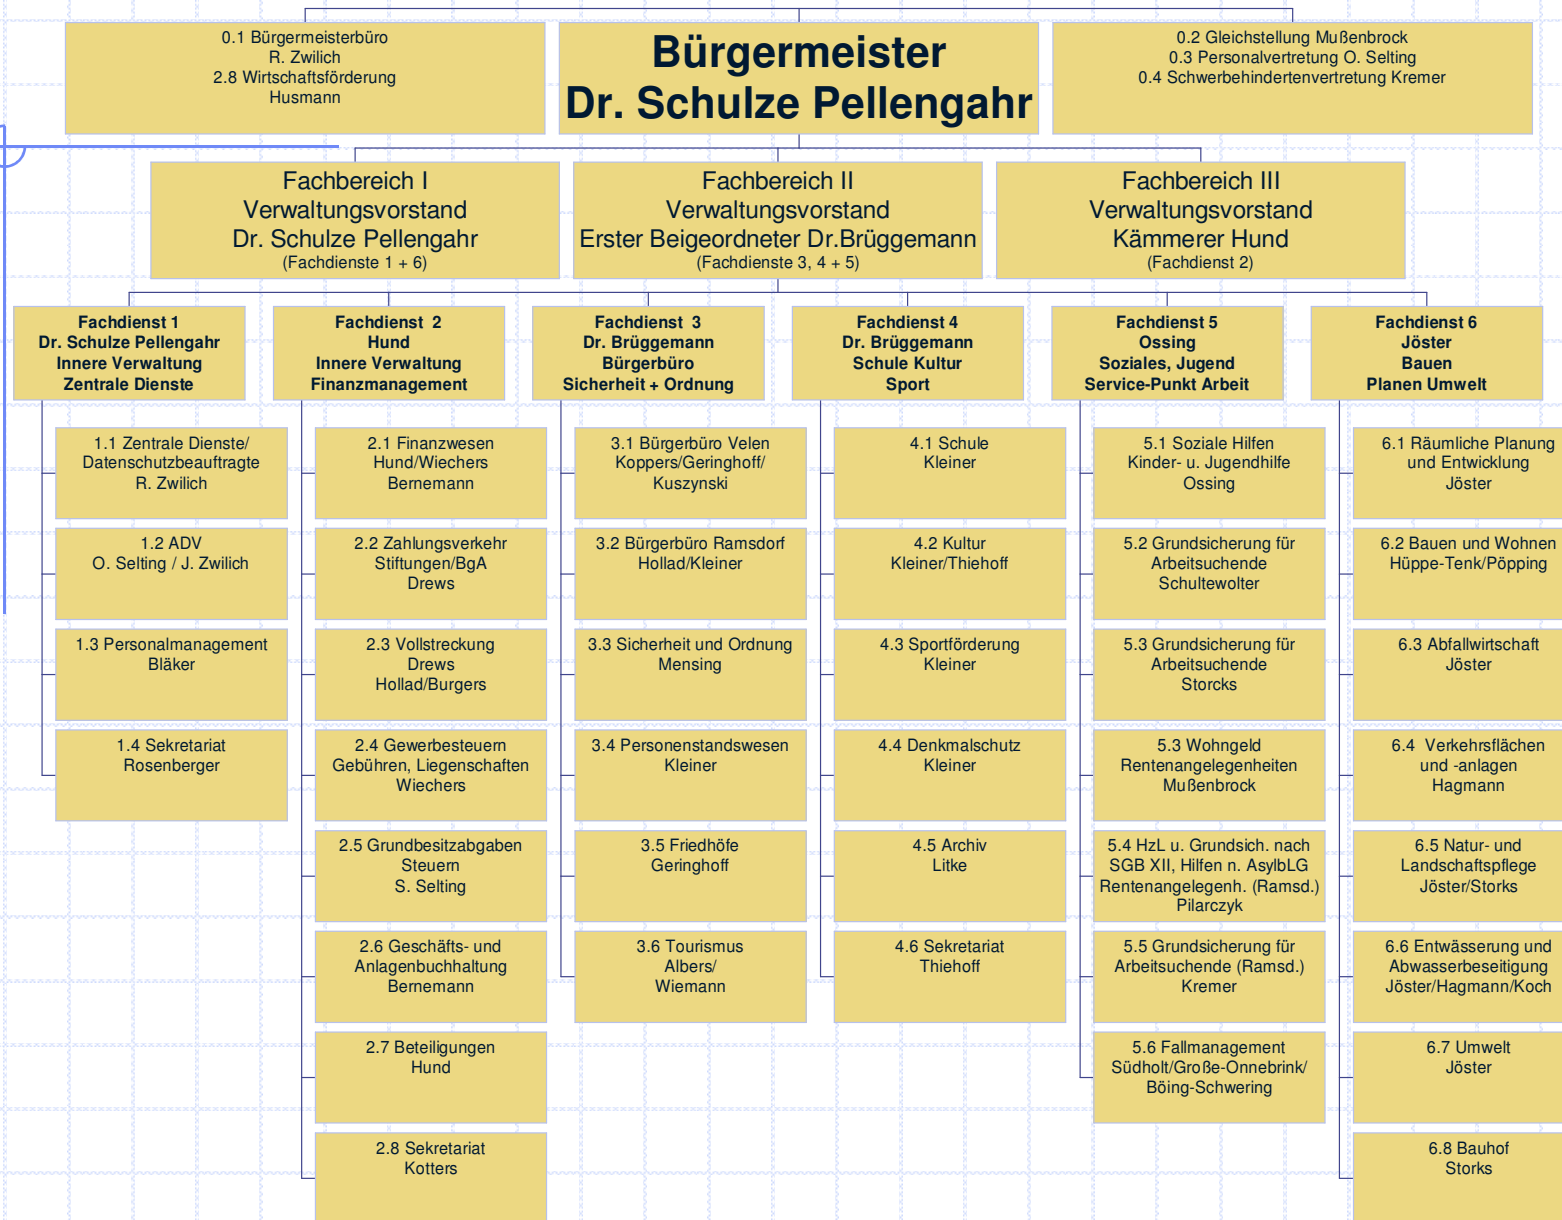 0.1 Bürgermeisterbüro
R. Zwilich
2.8 Wirtschaftsförderung
Husmann
Bürgermeister
Dr. Schulze Pellengahr
0.2 Gleichstellung Mußenbrock
0.3 Personalvertretung O. Selting
0.4 Schwerbehindertenvertretung Kremer
Fachbereich I
Verwaltungsvorstand
Dr. Schulze Pellengahr
(Fachdienste 1 + 6)
Fachbereich II
Verwaltungsvorstand
Erster Beigeordneter Dr.Brüggemann
(Fachdienste 3, 4 + 5)
Fachbereich III
Verwaltungsvorstand
Kämmerer Hund
(Fachdienst 2)
Fachdienst 1
Dr. Schulze Pellengahr
Innere Verwaltung
Zentrale Dienste
Fachdienst 2
Hund
Innere Verwaltung
Finanzmanagement
Fachdienst 3
Dr. Brüggemann
Bürgerbüro
Sicherheit + Ordnung
Fachdienst 4
Dr. Brüggemann
Schule Kultur
Sport
Fachdienst 5
Ossing
Soziales, Jugend
Service-Punkt Arbeit
Fachdienst 6
Jöster
Bauen
Planen Umwelt
1.1 Zentrale Dienste/
Datenschutzbeauftragte
R. Zwilich
1.2 ADV
O. Selting / J. Zwilich
1.3 Personalmanagement
Bläker
1.4 Sekretariat
Rosenberger
2.1 Finanzwesen
Hund/Wiechers
Bernemann
2.2 Zahlungsverkehr
Stiftungen/BgA
Drews
2.3 Vollstreckung
Drews
Hollad/Burgers
2.4 Gewerbesteuern
Gebühren, Liegenschaften
Wiechers
2.5 Grundbesitzabgaben
Steuern
S. Selting
2.6 Geschäfts- und
Anlagenbuchhaltung
Bernemann
2.7 Beteiligungen
Hund
2.8 Sekretariat
Kotters
3.1 Bürgerbüro Velen
Koppers/Geringhoff/
Kuszynski
3.2 Bürgerbüro Ramsdorf
Hollad/Kleiner
3.3 Sicherheit und Ordnung
Mensing
3.4 Personenstandswesen
Kleiner
3.5 Friedhöfe
Geringhoff
3.6 Tourismus
Albers/
Wiemann
4.1 Schule
Kleiner
4.2 Kultur
Kleiner/Thiehoff
4.3 Sportförderung
Kleiner
4.4 Denkmalschutz
Kleiner
4.5 Archiv
Litke
4.6 Sekretariat
Thiehoff
5.1 Soziale Hilfen
Kinder- u. Jugendhilfe
Ossing
5.2 Grundsicherung für
Arbeitsuchende
Schultewolter
5.3 Grundsicherung für
Arbeitsuchende
Storcks
5.3 Wohngeld
Rentenangelegenheiten
Mußenbrock
5.4 HzL u. Grundsich. nach
SGB XII, Hilfen n. AsylbLG
Rentenangelegenh. (Ramsd.)
Pilarczyk
5.5 Grundsicherung für
Arbeitsuchende (Ramsd.)
Kremer
5.6 Fallmanagement
Südholt/Große-Onnebrink/
Böing-Schwering
6.1 Räumliche Planung
und Entwicklung
Jöster
6.2 Bauen und Wohnen
Hüppe-Tenk/Pöpping
6.3 Abfallwirtschaft
Jöster
6.4 Verkehrsflächen
und -anlagen
Hagmann
6.5 Natur- und
Landschaftspflege
Jöster/Storks
6.6 Entwässerung und
Abwasserbeseitigung
Jöster/Hagmann/Koch
6.7 Umwelt
Jöster
6.8 Bauhof
Storks